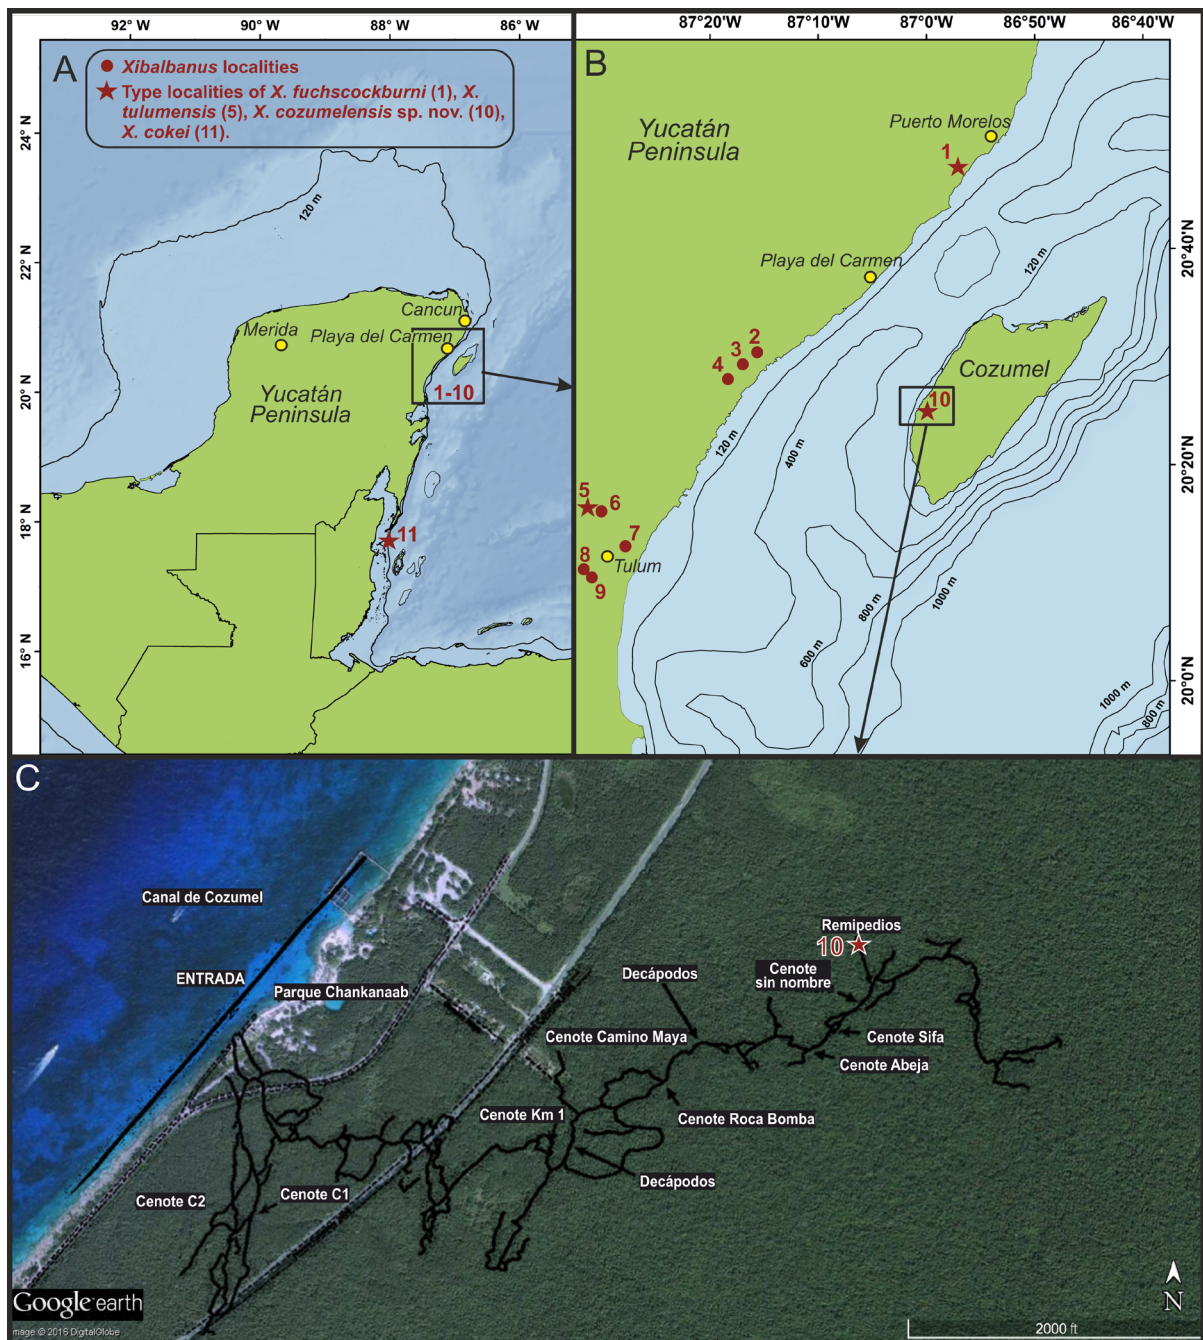 92° W
90° W
88° W
86° W
24° N
22° N
20° N
18° N
16° N
A
Xibalbanus localities
Type localities of X. fuchscockburni (1), X.
tulumensis (5), X. cozumelensis sp. nov. (10),
X. cokei (11).
120 m
Cancun
Merida
Playa del Carmen
Yucatán
Peninsula
1-10
11
87°20'W
87°10'W
87°0'W
86°50'W
86°40'W
20°40'N
20°20'N
20°0'N
B
Yucatán
Peninsula
Puerto Morelos
1
Playa del Carmen
120 m
2
3
4
Cozumel
10
120 m
400 m
5
6
7
8
Tulum
9
800 m
1000 m
600 m
1000 m
800 m
C
Canal de Cozumel
ENTRADA
Parque Chankanaab
Remipedios
10
Decápodos
Cenote
sin nombre
Cenote Camino Maya
Cenote Sifa
Cenote Abeja
Cenote Km 1
Cenote Roca Bomba
Decápodos
Cenote C2
Cenote C1
Google earth
mage © 2016 DigitalGlobe
N
2000 ft